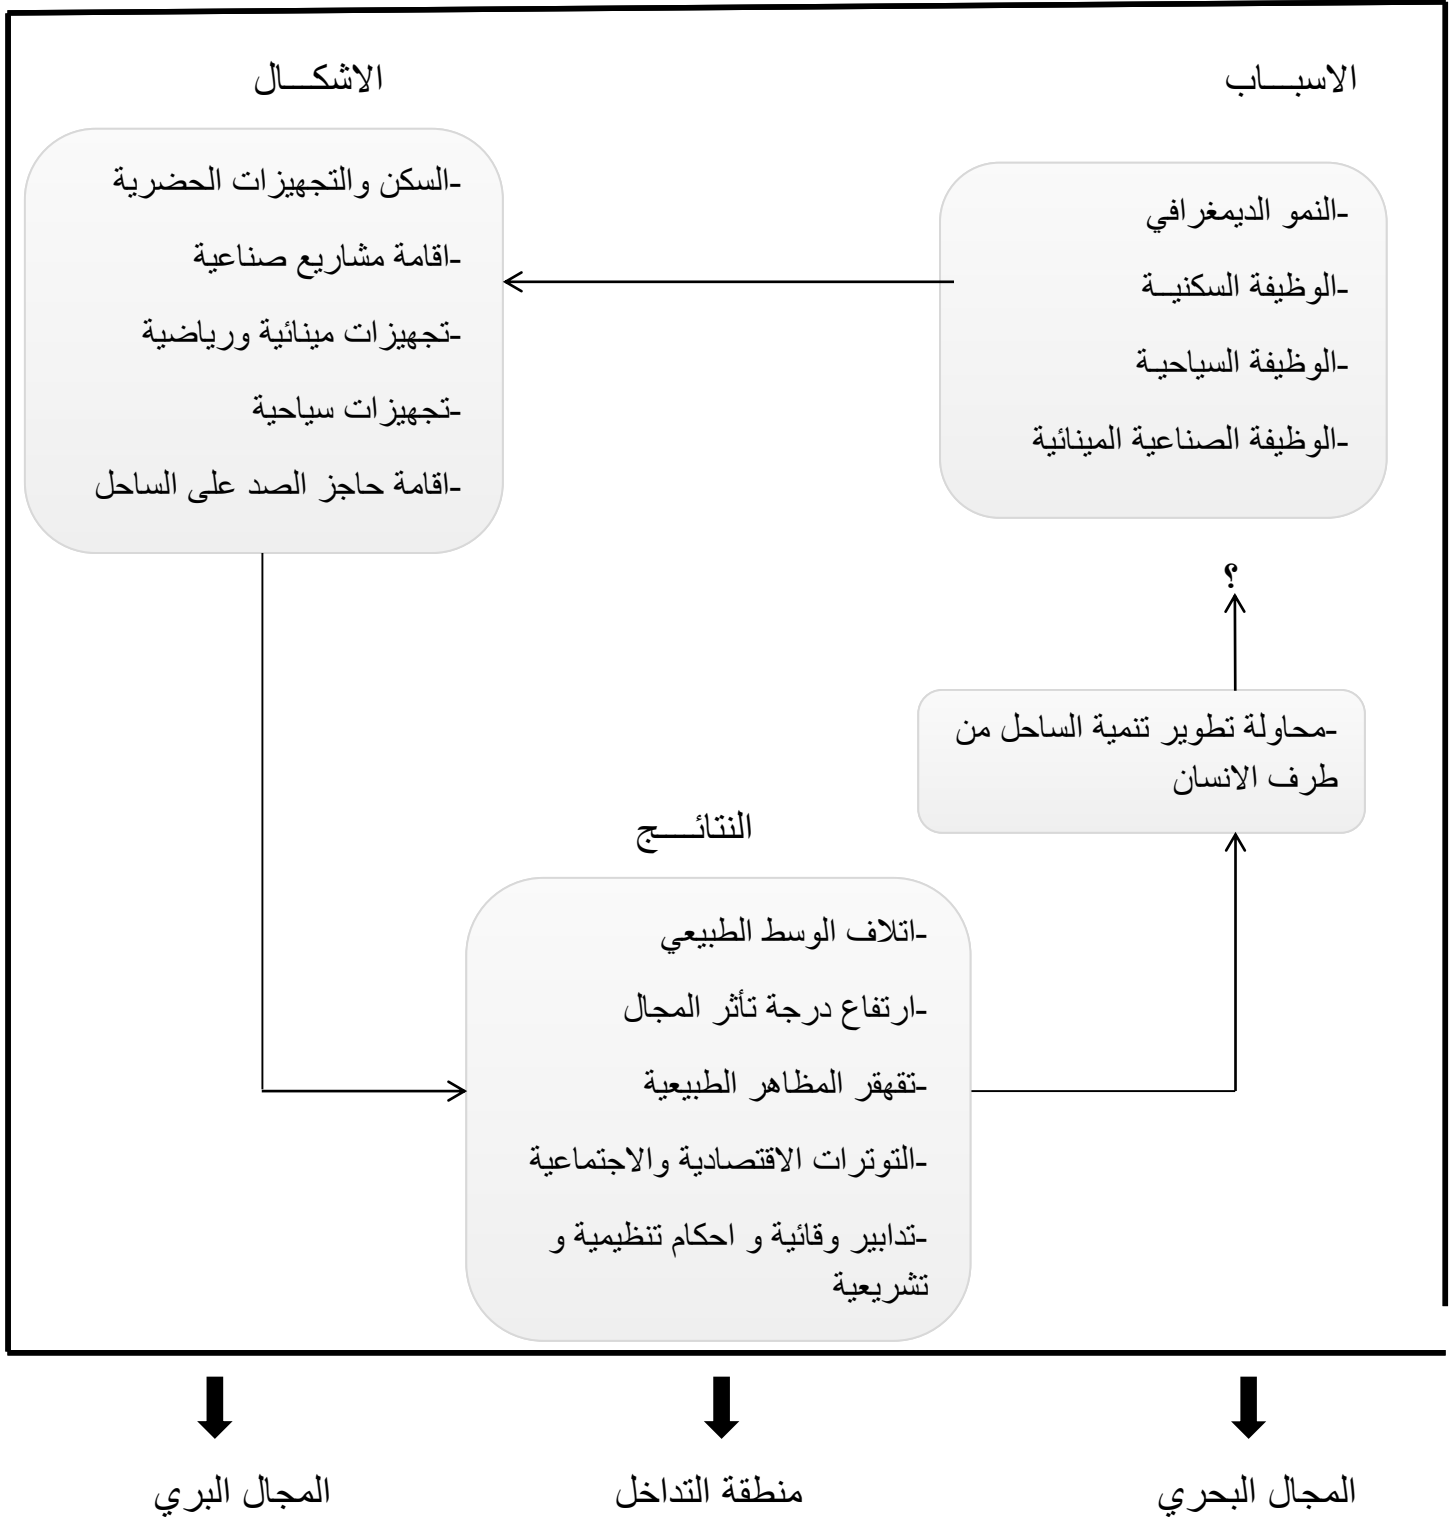 الاسبـــاب
-النمو الديمغرافي
-الوظيفة السكنيــة
-الوظيفة السياحيـة
-الوظيفة الصناعية المينائية
الاشكـــال
-السكن والتجهيزات الحضرية
-اقامة مشاريع صناعية
-تجهيزات مينائية ورياضية
-تجهيزات سياحية
-اقامة حاجز الصد على الساحل
؟
-محاولة تطوير تنمية الساحل من
طرف الانسان
النتائـــج
-اتلاف الوسط الطبيعي
-ارتفاع درجة تأثر المجال
-تقهقر المظاهر الطبيعية
-التوترات الاقتصادية والاجتماعية
-تدابير وقائية و احكام تنظيمية و
تشريعية
المجال البحري
منطقة التداخل
المجال البري